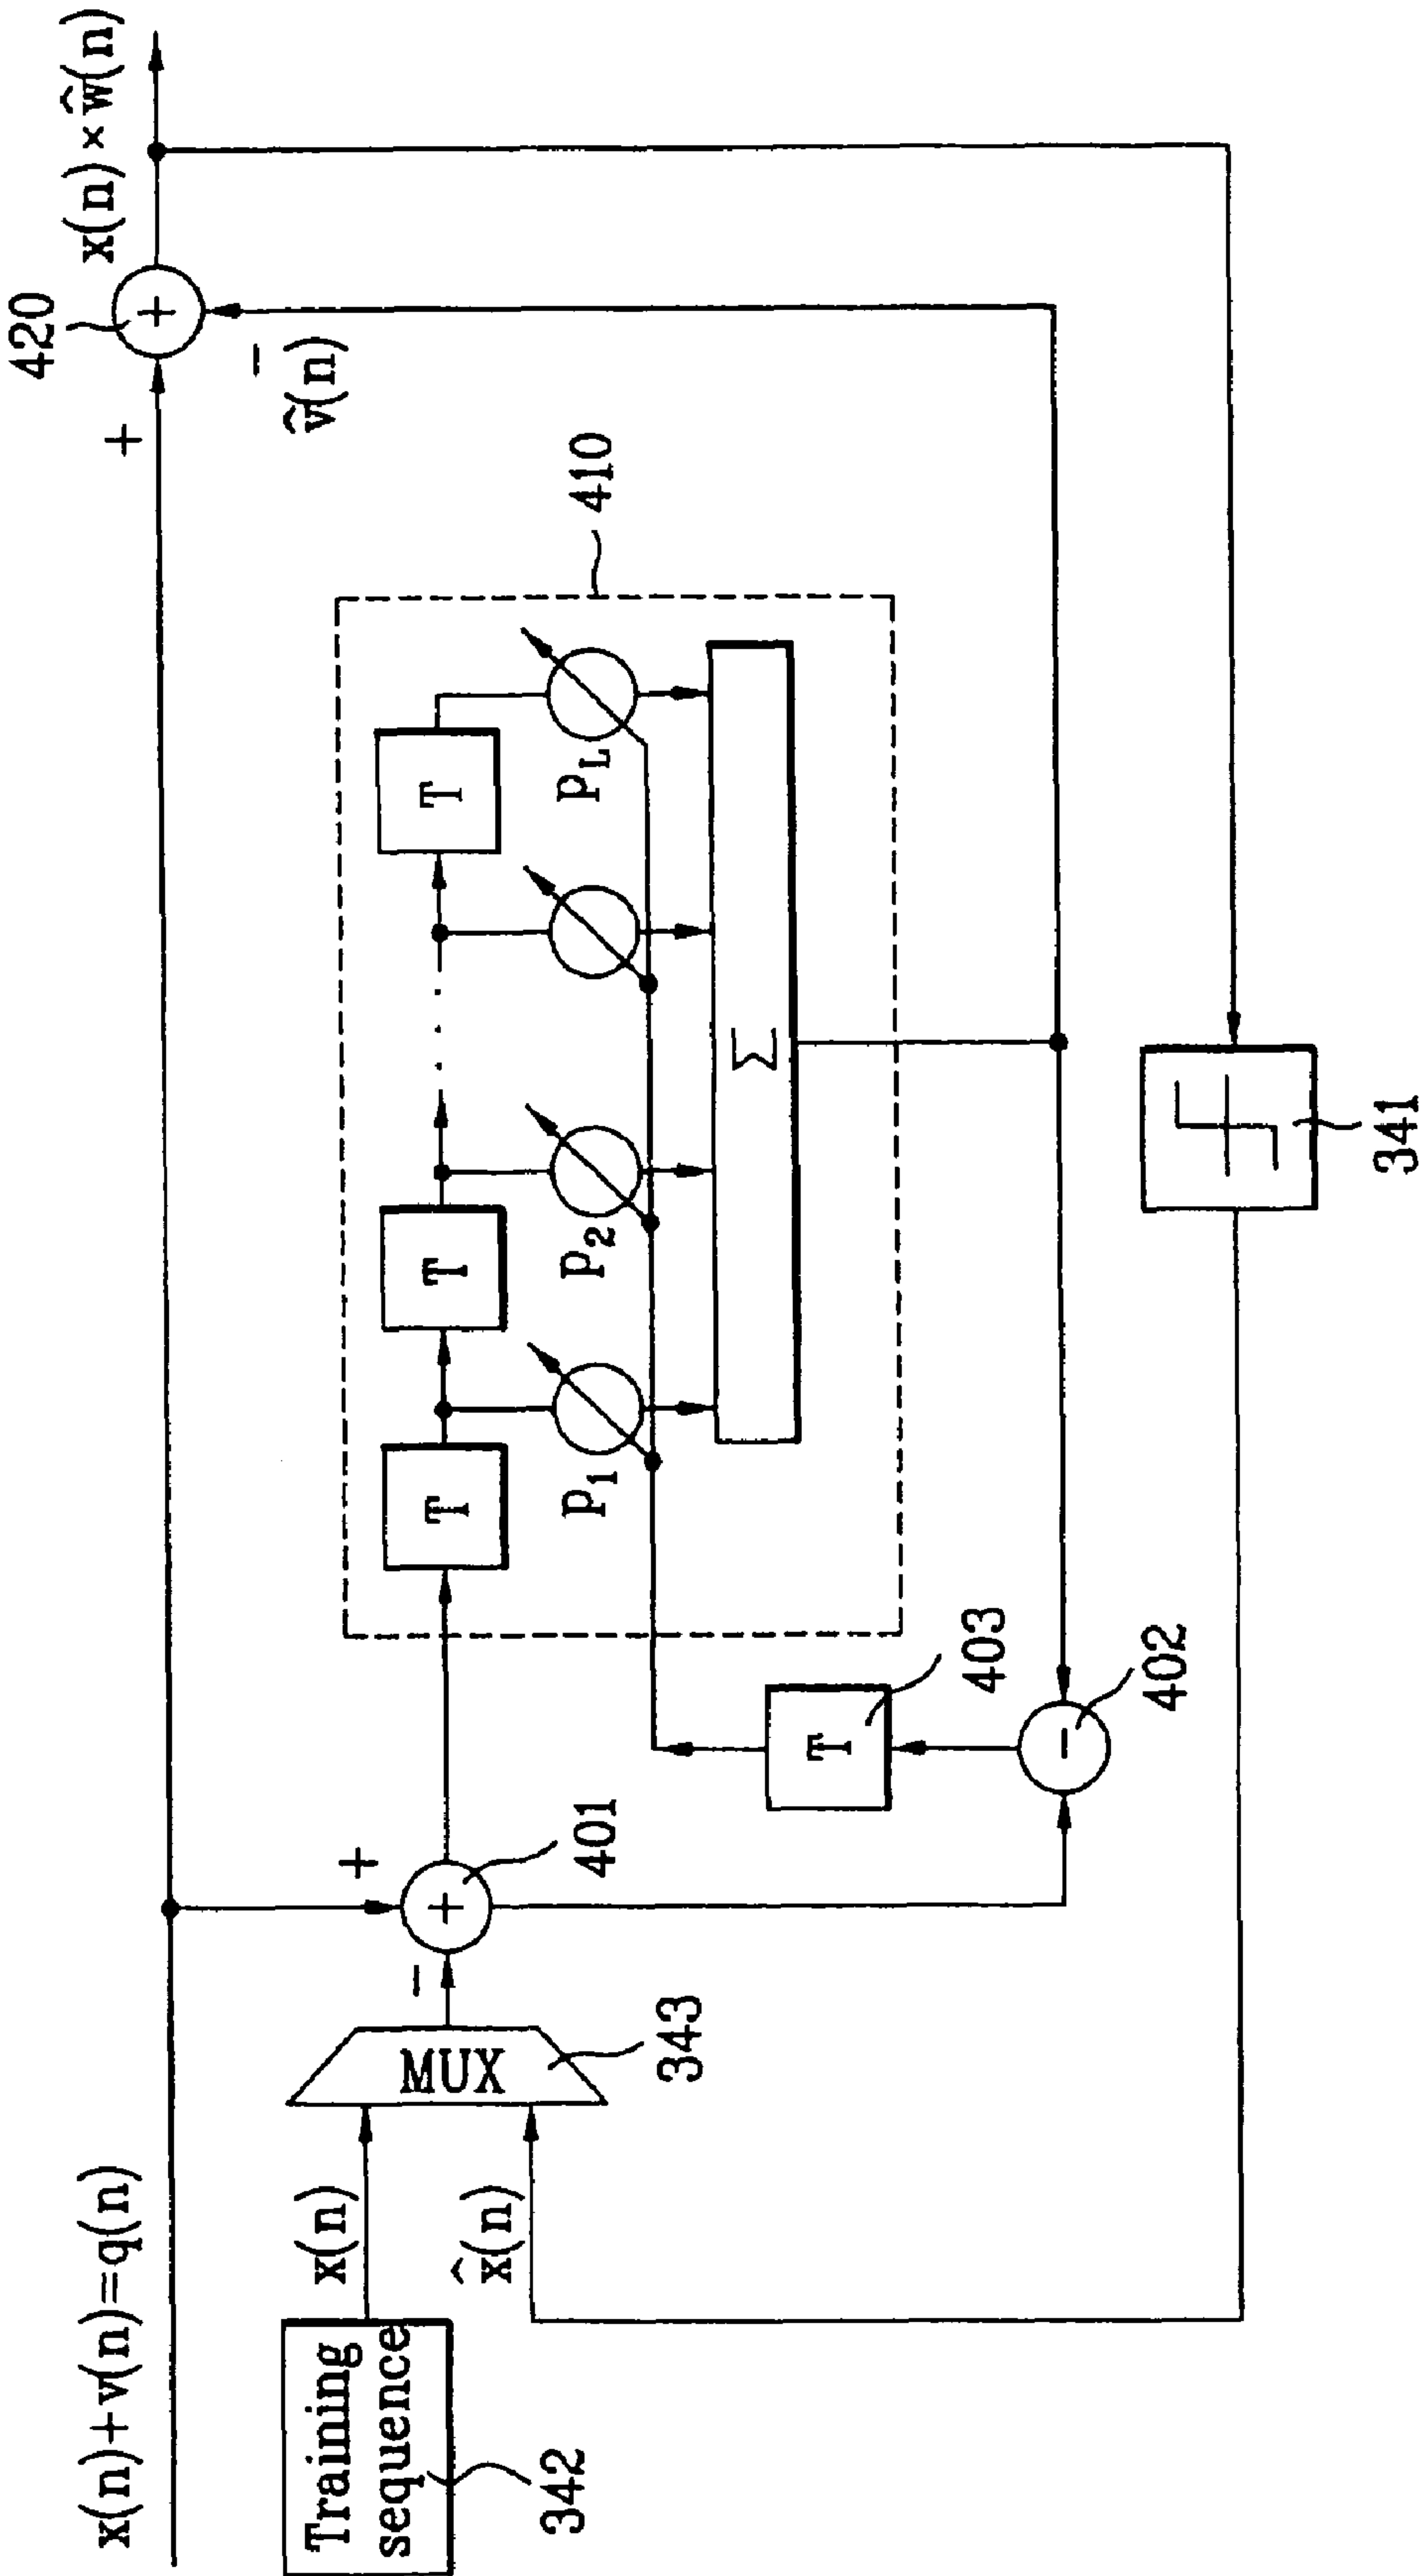 x(n)+v(n)=q(n)
+
420
+
−
v̂(n)
x(n)×ŵ(n)
Training
sequence
342
x(n)
x̂(n)
MUX
343
−
+
+
401
T
T
. . .
T
410
p1
p2
pL
Σ
T
403
−
402
341